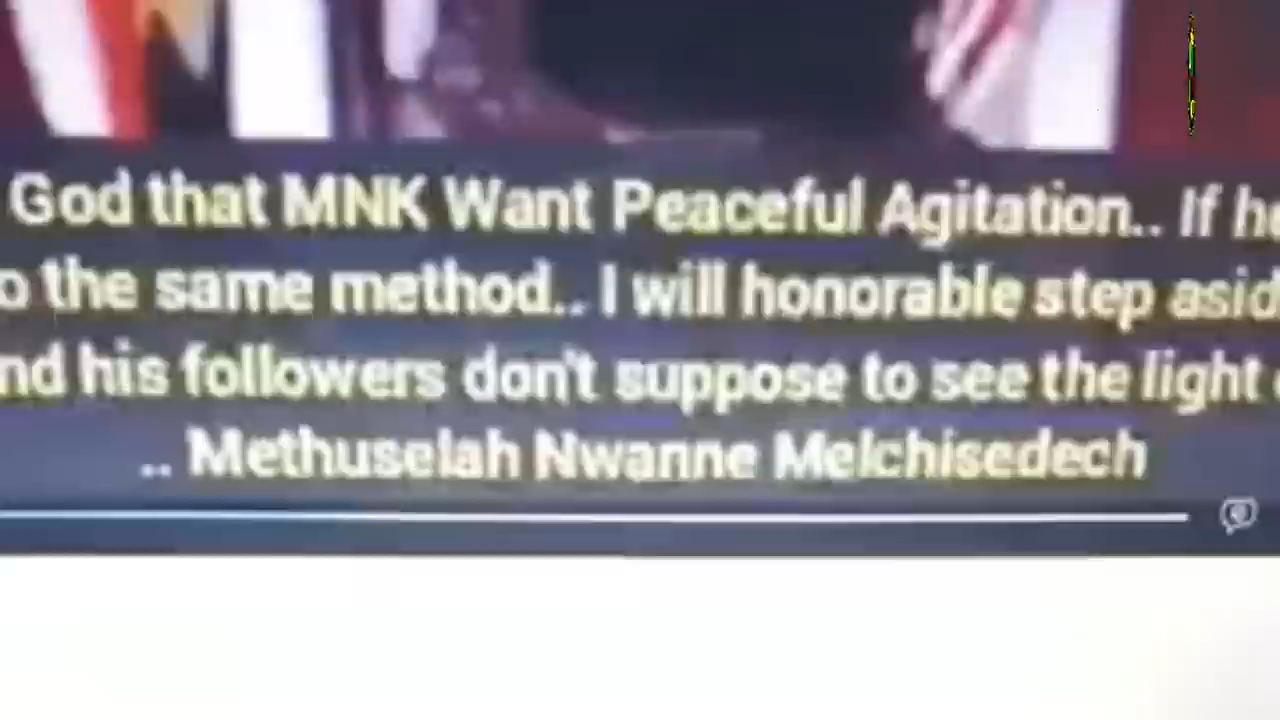 God that MNK Want Peaceful Agitation.. If
the same method.. I will honorable step
his followers don't suppose to see the light
.. Methuselah Nwanne Melchisedech